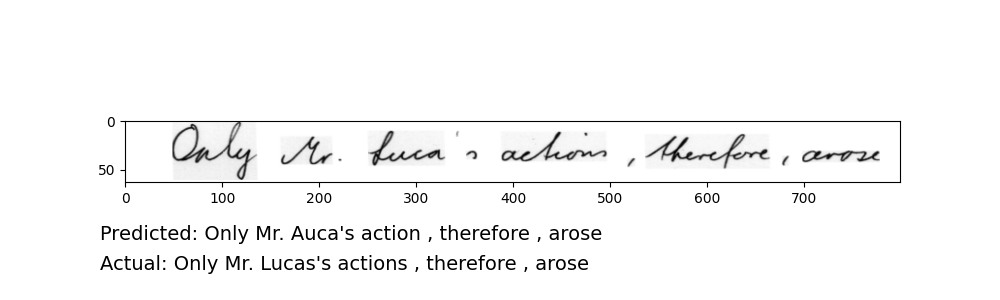 Only Mr. Luca's actions, therefore, arose
0
50
0 100 200 300 400 500 600 700
Predicted: Only Mr. Auca's action , therefore , arose
Actual: Only Mr. Lucas's actions , therefore , arose